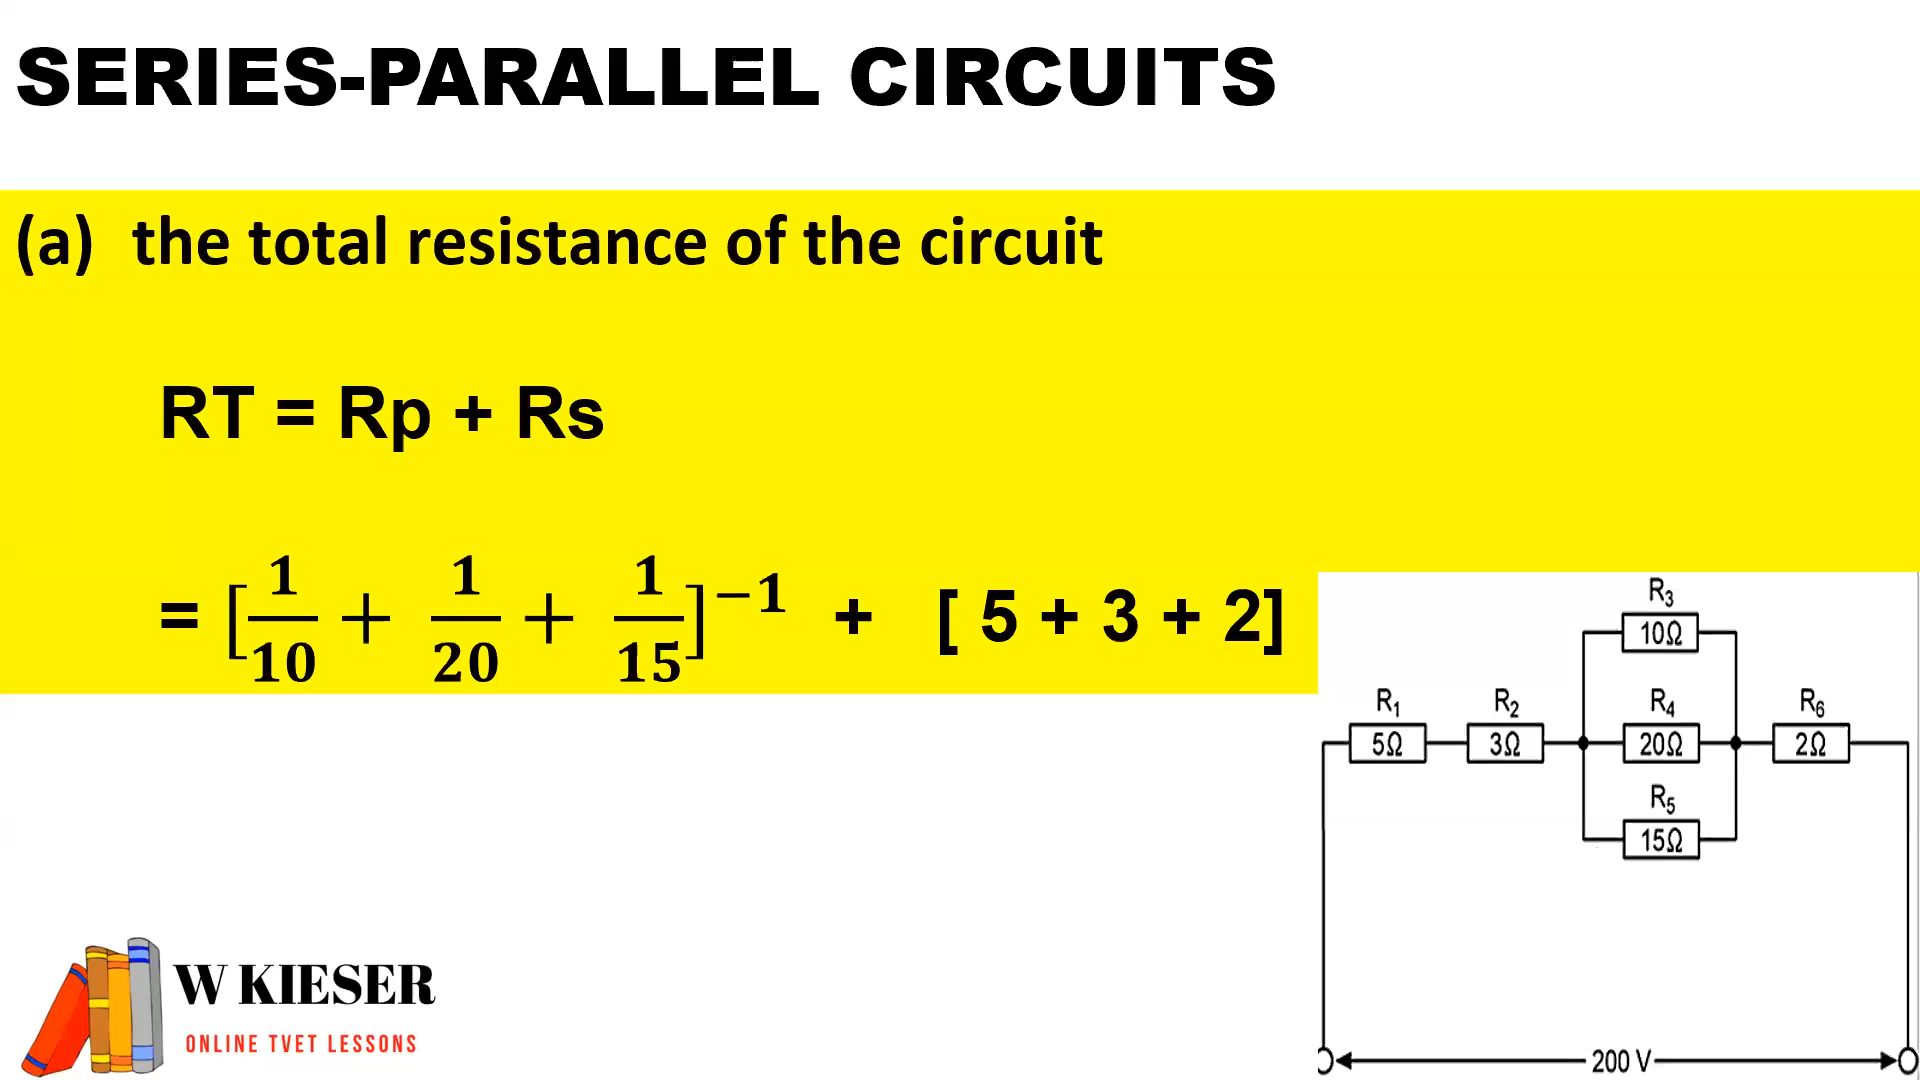 SERIES-PARALLEL CIRCUITS
(a) the total resistance of the circuit
RT = Rp + Rs
= [1/10 + 1/20 + 1/15]⁻¹ + [ 5 + 3 + 2]
R₃
10Ω
R₁ R₂ R₄ R₆
5Ω 3Ω 20Ω 2Ω
R₅
15Ω
200 V
W KIESER
ONLINE TVET LESSONS